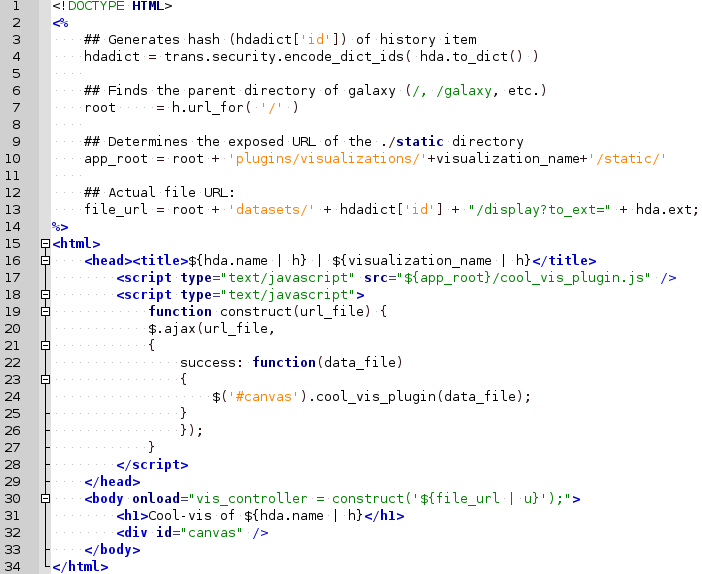 1 <!DOCTYPE HTML>
2 <%
3 ## Generates hash (hdadict['id']) of history item
4 hdadict = trans.security.encode_dict_ids( hda.to_dict() )
5
6 ## Finds the parent directory of galaxy (/, /galaxy, etc.)
7 root     = h.url_for( '/' )
8
9 ## Determines the exposed URL of the ./static directory
10 app_root = root + 'plugins/visualizations/'+visualization_name+'/static/'
11
12 ## Actual file URL:
13 file_url = root + 'datasets/' + hdadict['id'] + "/display?to_ext=" + hda.ext;
14 %>
15 <html>
16 <head><title>${hda.name | h} | ${visualization_name | h}</title>
17 <script type="text/javascript" src="${app_root}/cool_vis_plugin.js" />
18 <script type="text/javascript">
19 function construct(url_file) {
20 $.ajax(url_file,
21 {
22 success: function(data_file)
23 {
24 $('#canvas').cool_vis_plugin(data_file);
25 }
26 });
27 }
28 </script>
29 </head>
30 <body onload="vis_controller = construct('${file_url | u}');">
31 <h1>Cool-vis of ${hda.name | h}</h1>
32 <div id="canvas" />
33 </body>
34 </html>